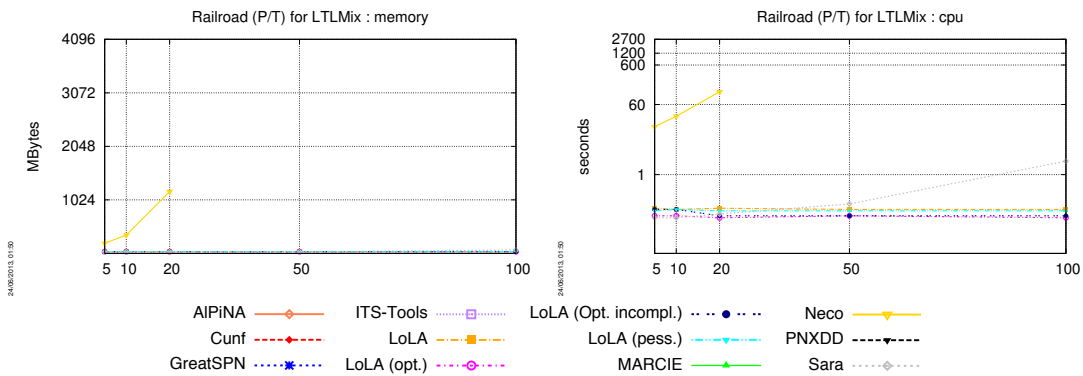 Railroad (P/T) for LTLMix : memory
4096
3072
2048
1024
MBytes
5 10 20 50 100
24/06/2013, 01:50
Railroad (P/T) for LTLMix : cpu
2700
1200
600
60
1
seconds
5 10 20 50 100
24/06/2013, 01:50
AlPiNA ITS-Tools LoLA (Opt. incompl.) Neco
Cunf LoLA LoLA (pess.) PNXDD
GreatSPN LoLA (opt.) MARCIE Sara